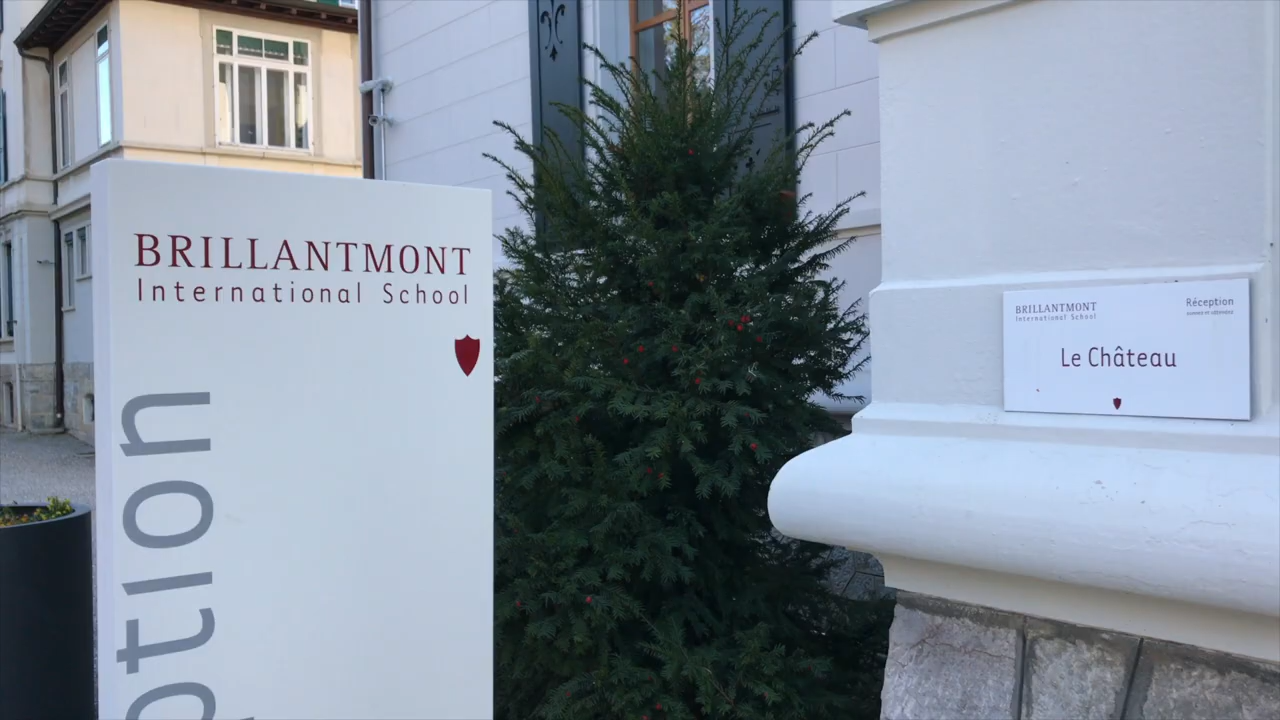 BRILLANTMONT
International School
ption
BRILLANTMONT
International School
Réception
Le Château